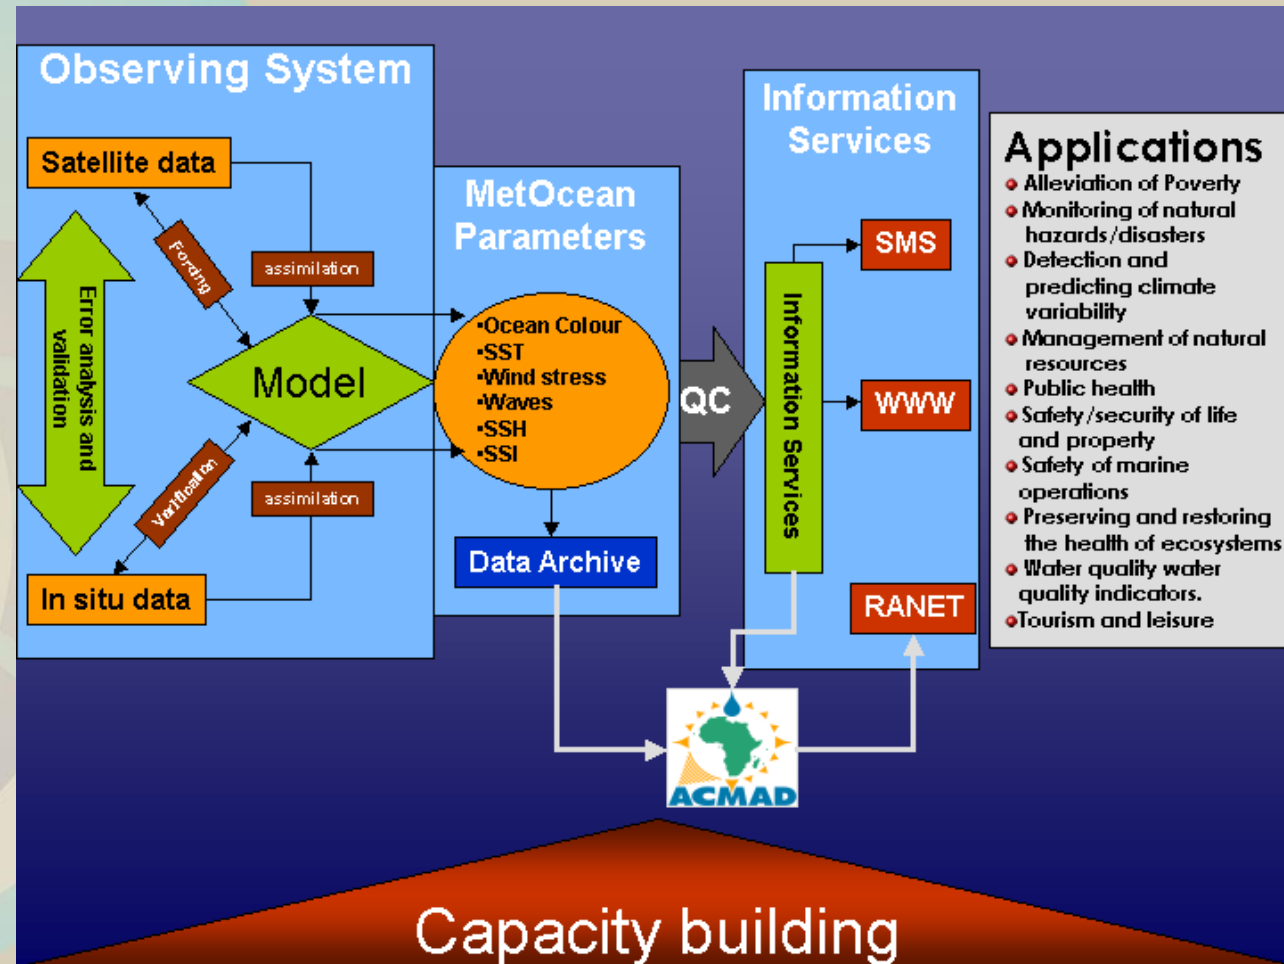 Observing System
Satellite data
Forcing
assimilation
Error analysis and
validation
Model
Verification
assimilation
In situ data
MetOcean
Parameters
•Ocean Colour
•SST
•Wind stress
•Waves
•SSH
•SSI
Data Archive
QC
Information
Services
Information Services
SMS
WWW
RANET
ACMAD
Applications
Alleviation of Poverty
Monitoring of natural
hazards/disasters
Detection and
predicting climate
variability
Management of natural
resources
Public health
Safety/security of life
and property
Safety of marine
operations
Preserving and restoring
the health of ecosystems
Water quality water
quality indicators.
Tourism and leisure
Capacity building